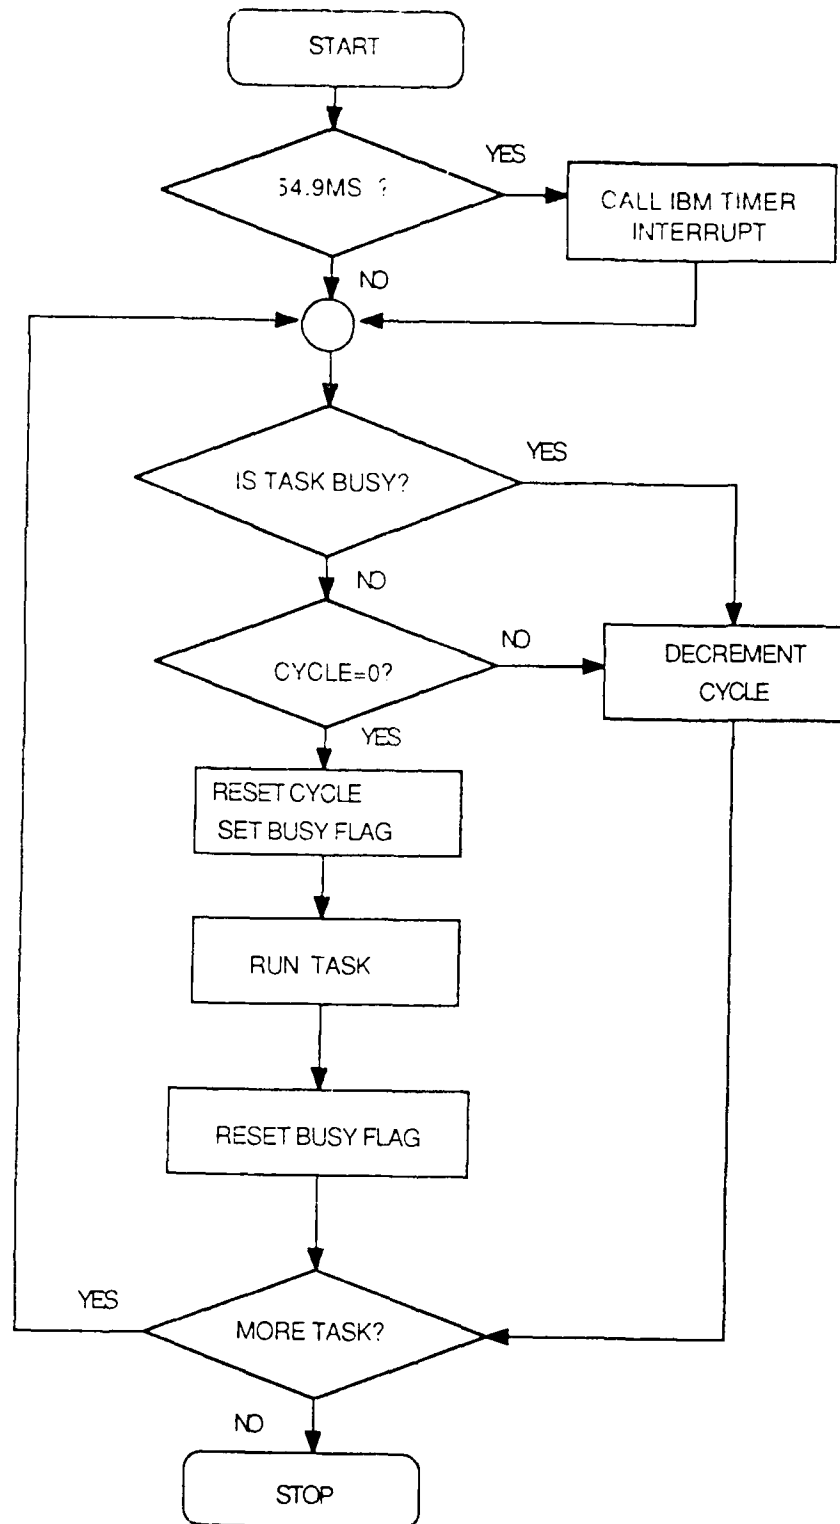 START
54.9MS ?
YES
CALL IBM TIMER
INTERRUPT
NO
IS TASK BUSY?
YES
NO
CYCLE=0?
NO
DECREMENT
CYCLE
YES
RESET CYCLE
SET BUSY FLAG
RUN TASK
RESET BUSY FLAG
YES
MORE TASK?
NO
STOP